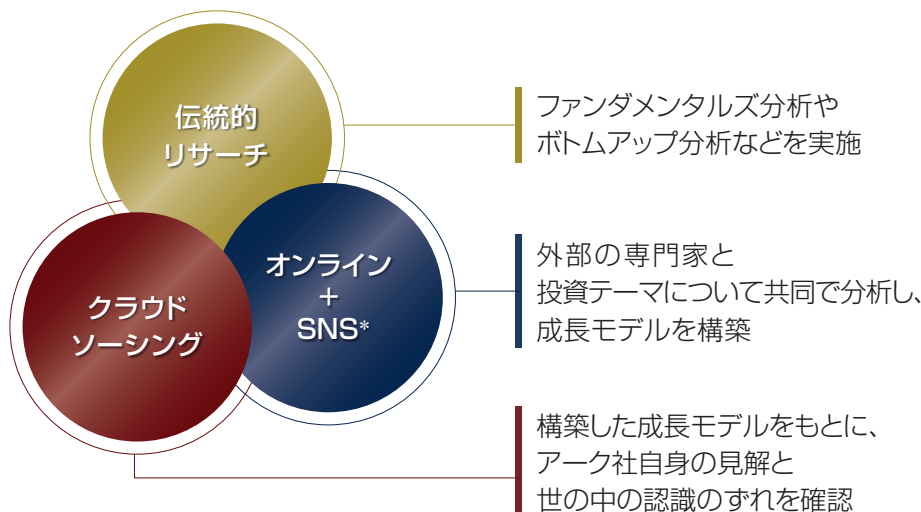 伝統的
リサーチ
ファンダメンタルズ分析や
ボトムアップ分析などを実施
オンライン
+
SNS*
外部の専門家と
投資テーマについて共同で分析し、
成長モデルを構築
クラウド
ソーシング
構築した成長モデルをもとに、
アーク社自身の見解と
世の中の認識のずれを確認